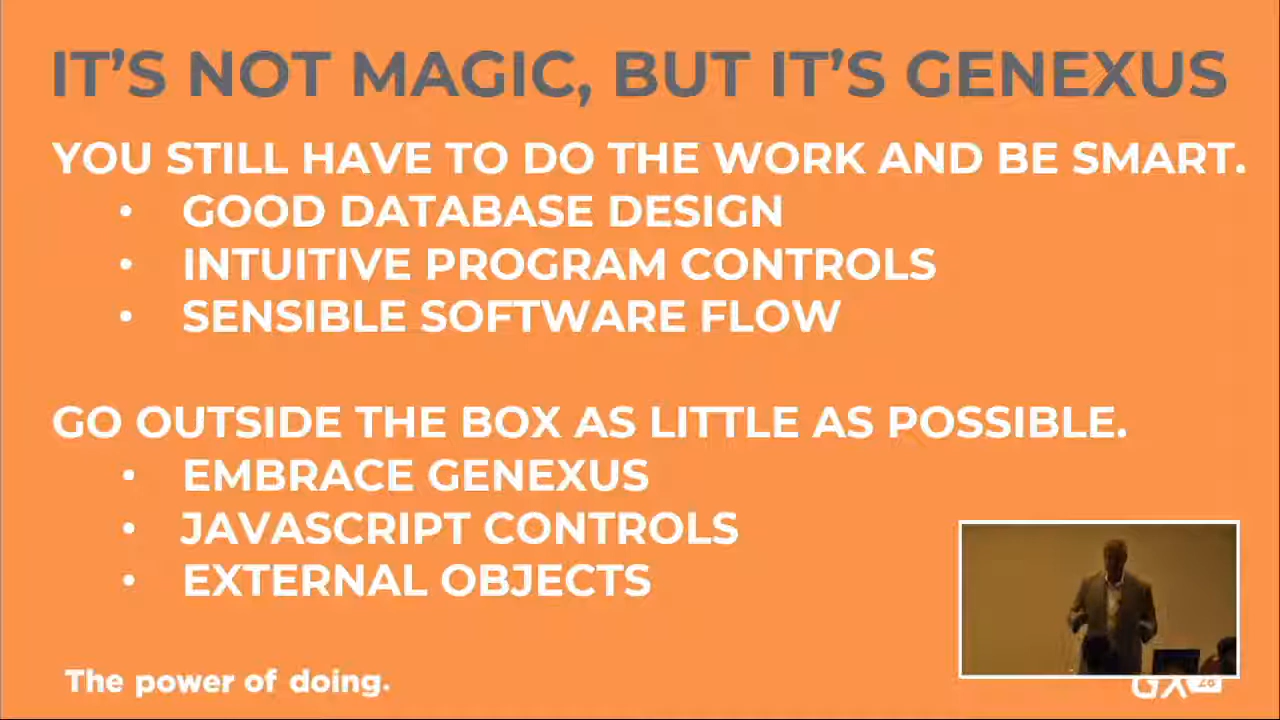 IT'S NOT MAGIC, BUT IT'S GENEXUS
YOU STILL HAVE TO DO THE WORK AND BE SMART.
• GOOD DATABASE DESIGN
• INTUITIVE PROGRAM CONTROLS
• SENSIBLE SOFTWARE FLOW
GO OUTSIDE THE BOX AS LITTLE AS POSSIBLE.
• EMBRACE GENEXUS
• JAVASCRIPT CONTROLS
• EXTERNAL OBJECTS
The power of doing.
GX